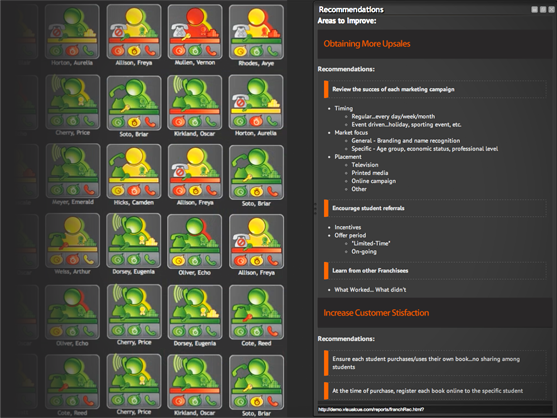 Horton, Aurelia
Allison, Freya
Mullen, Vernon
Rhodes, Avye
Cherry, Price
Soto, Briar
Kirkland, Oscar
Horton, Aurelia
Meyer, Emerald
Hicks, Camden
Allison, Freya
Soto, Briar
Weiss, Arthur
Dorsey, Eugenia
Oliver, Echo
Allison, Freya
Oliver, Echo
Cherry, Price
Dorsey, Eugenia
Cote, Reed
Cote, Reed
Allison, Freya
Kirkland, Oscar
Soto, Briar
Recommendations
Areas to Improve:
Obtaining More Upsales
Recommendations:
Review the succes of each marketing campaign
Timing
Regular...every day/week/month
Event driven...holiday, sporting event, etc.
Market focus
General - Branding and name recognition
Specific - Age group, economic status, professional level
Placement
Television
Printed media
Online campaign
Other
Encourage student referrals
Incentives
Offer period
"Limited-Time"
On-going
Learn from other Franchisees
What Worked... What didn't
Increase Customer Stisfaction
Recommendations:
Ensure each student purchases/uses their own book...no sharing among
students
At the time of purchase, register each book online to the specific student
http://demo.visualcue.com/reports/franchRec.html?